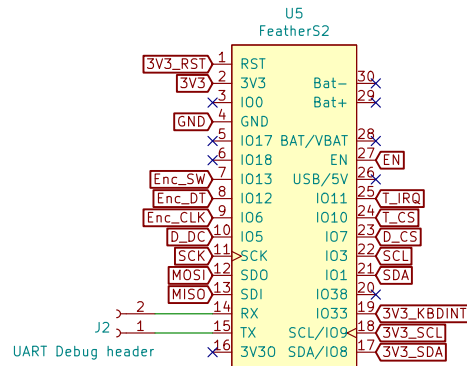 U5
FeatherS2
3V3_RST 1 RST
3V3 2 3V3 Bat- 30
3 IO0 Bat+ 29
GND 4 GND
5 IO17 BAT/VBAT 28
6 IO18 EN 27 EN
Enc_SW 7 IO13 USB/5V 26
Enc_DT 8 IO12 IO11 25 T_IRQ
Enc_CLK 9 IO6 IO10 24 T_CS
D_DC 10 IO5 IO7 23 D_CS
SCK 11 SCK IO3 22 SCL
MOSI 12 SDO IO1 21 SDA
MISO 13 SDI IO38 20
2 14 RX IO33 19 3V3_KBDINT
J2 1 15 TX SCL/IO9 18 3V3_SCL
UART Debug header 16 3V3O SDA/IO8 17 3V3_SDA